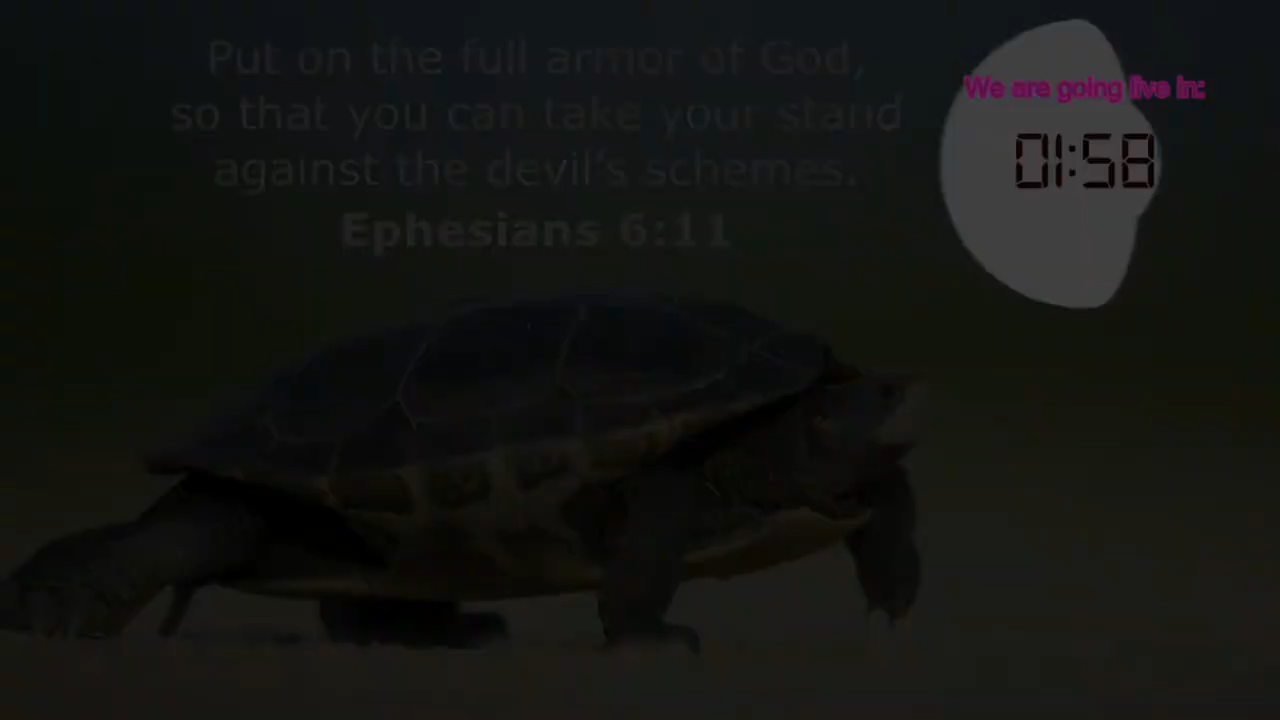 Put on the full armor of God,
so that you can take your stand
against the devil's schemes.
Ephesians 6:11
We are going live in:
01:58